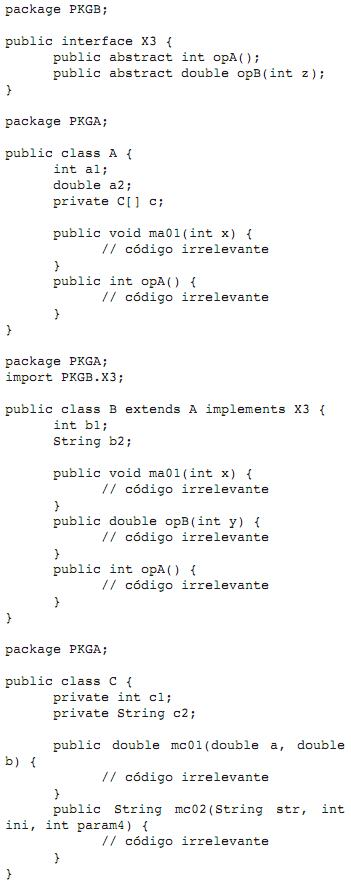 package PKGB;
public interface X3 {
public abstract int opA();
public abstract double opB(int z);
}
package PKGA;
public class A {
int a1;
double a2;
private C[] c;
public void ma01(int x) {
// código irrelevante
}
public int opA() {
// código irrelevante
}
}
package PKGA;
import PKGB.X3;
public class B extends A implements X3 {
int b1;
String b2;
public void ma01(int x) {
// código irrelevante
}
public double opB(int y) {
// código irrelevante
}
public int opA() {
// código irrelevante
}
}
package PKGA;
public class C {
private int c1;
private String c2;
public double mc01(double a, double
b) {
// código irrelevante
}
public String mc02(String str, int
ini, int param4) {
// código irrelevante
}
}